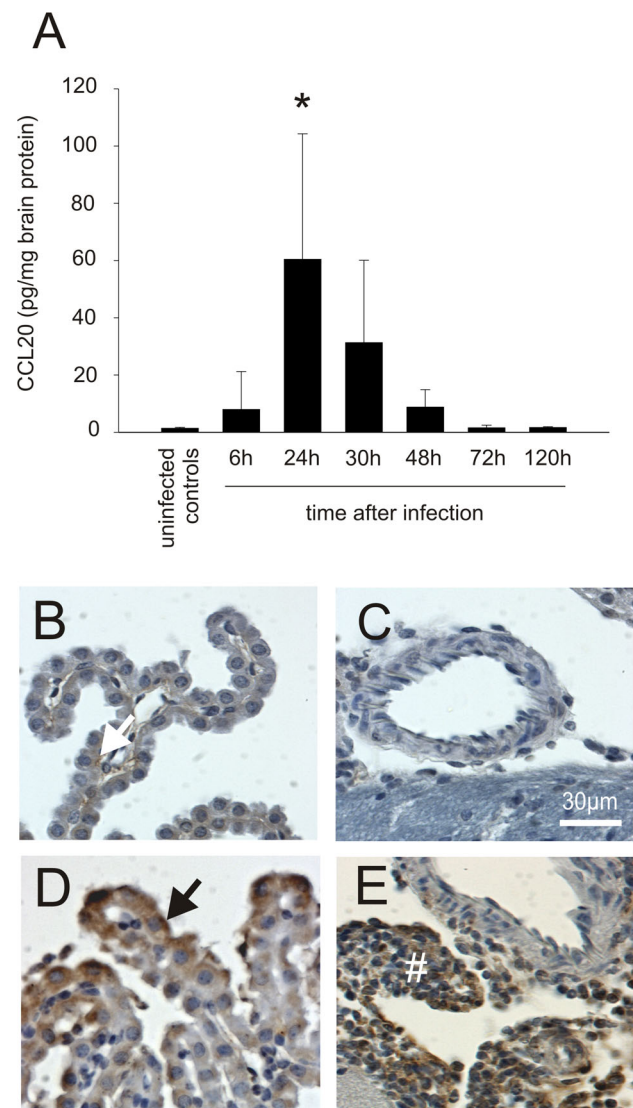 A
CCL20 (pg/mg brain protein)
120
100
80
60
40
20
0
*
uninfected
controls
6h 24h 30h 48h 72h 120h
time after infection
B
C
30µm
D
E
#